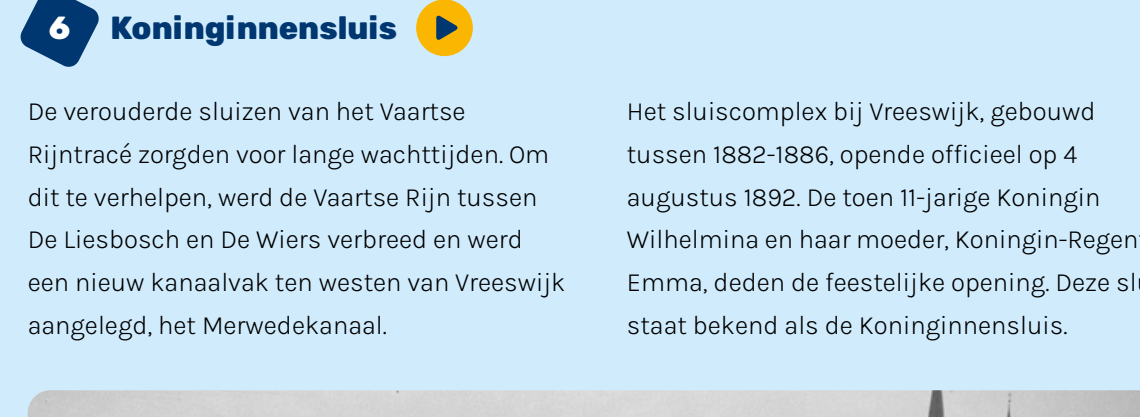 6 Koninginnensluis
De verouderde sluizen van het Vaartse
Rijntracé zorgden voor lange wachttijden. Om
dit te verhelpen, werd de Vaartse Rijn tussen
De Liesbosch en De Wiers verbreed en werd
een nieuw kanaalvak ten westen van Vreeswijk
aangelegd, het Merwedekanaal.
Het sluiscomplex bij Vreeswijk, gebouwd
tussen 1882-1886, opende officieel op 4
augustus 1892. De toen 11-jarige Koningin
Wilhelmina en haar moeder, Koningin-Regent
Emma, deden de feestelijke opening. Deze
staat bekend als de Koninginnensluis.